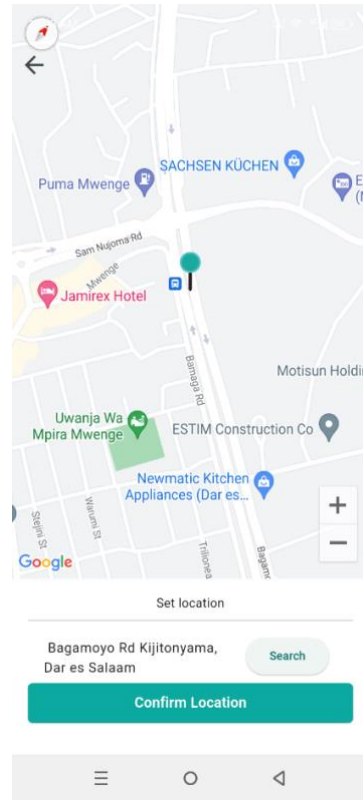 SACHSEN KÜCHEN
Puma Mwenge
E
(N
Sam Nujoma Rd
Mwenge
Jamirex Hotel
Bamaga Rd
Motisun Holdi
Uwanja Wa
Mpira Mwenge
ESTIM Construction Co
Newmatic Kitchen
Appliances (Dar es...
Stejini St
Warumi St
Trilionea
Bagam
+
−
Google
Set location
Bagamoyo Rd Kijitonyama,
Dar es Salaam
Search
Confirm Location